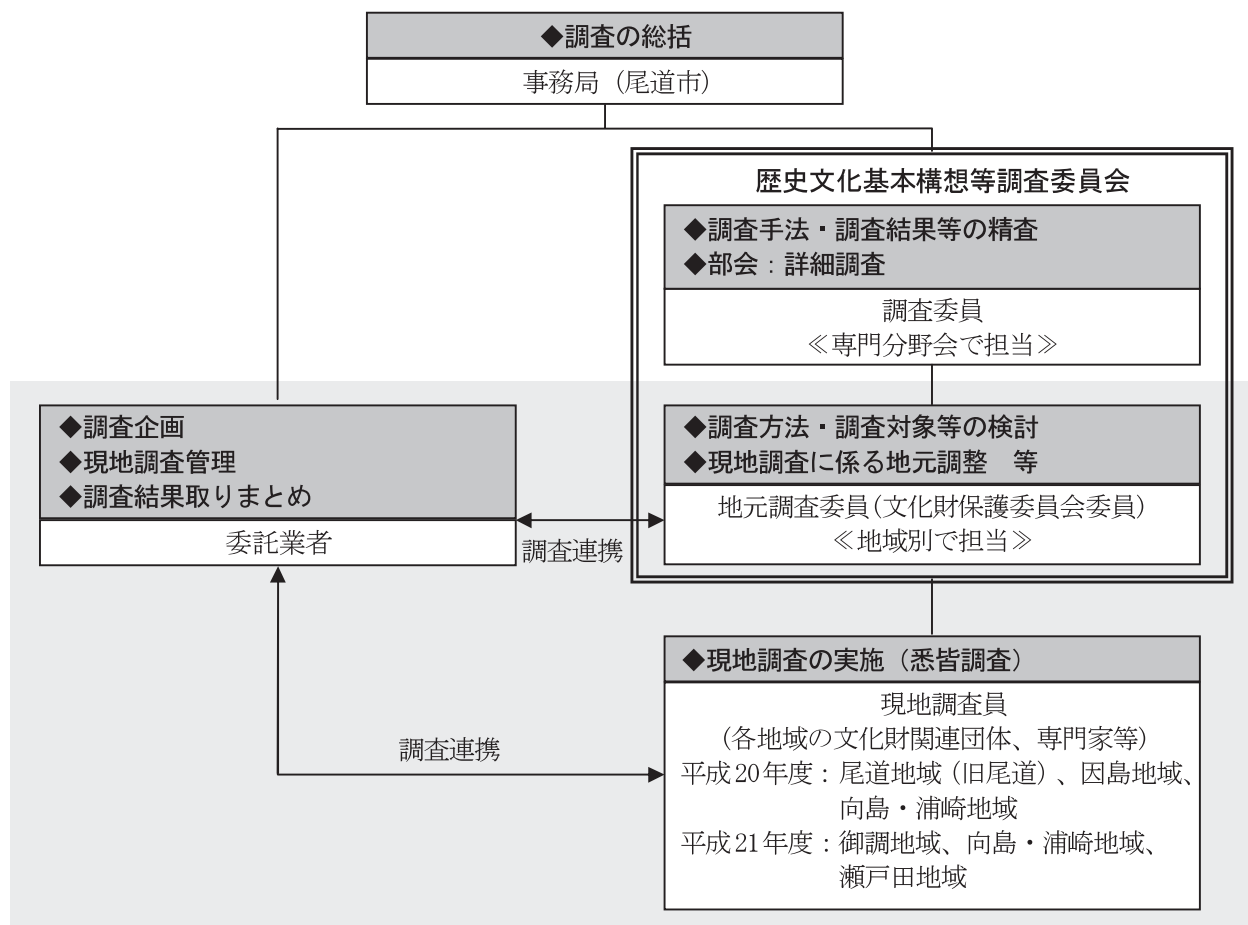 ◆調査の総括
事務局（尾道市）
歴史文化基本構想等調査委員会
◆調査手法・調査結果等の精査
◆部会：詳細調査
調査委員
≪専門分野会で担当≫
◆調査企画
◆現地調査管理
◆調査結果取りまとめ
委託業者
調査連携
◆調査方法・調査対象等の検討
◆現地調査に係る地元調整　等
地元調査委員（文化財保護委員会委員）
≪地域別で担当≫
調査連携
◆現地調査の実施（悉皆調査）
現地調査員
（各地域の文化財関連団体、専門家等）
平成20年度：尾道地域（旧尾道）、因島地域、
向島・浦崎地域
平成21年度：御調地域、向島・浦崎地域、
瀬戸田地域